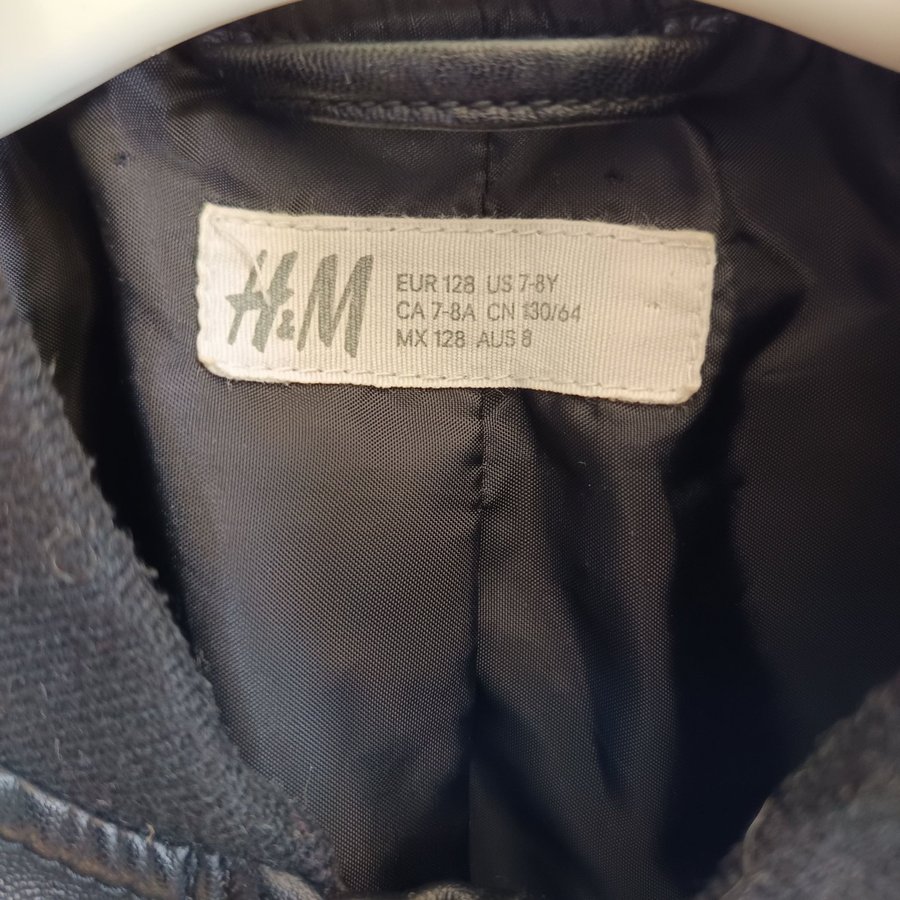 H&M
EUR 128 US 7-8Y
CA 7-8A CN 130/64
MX 128 AUS 8